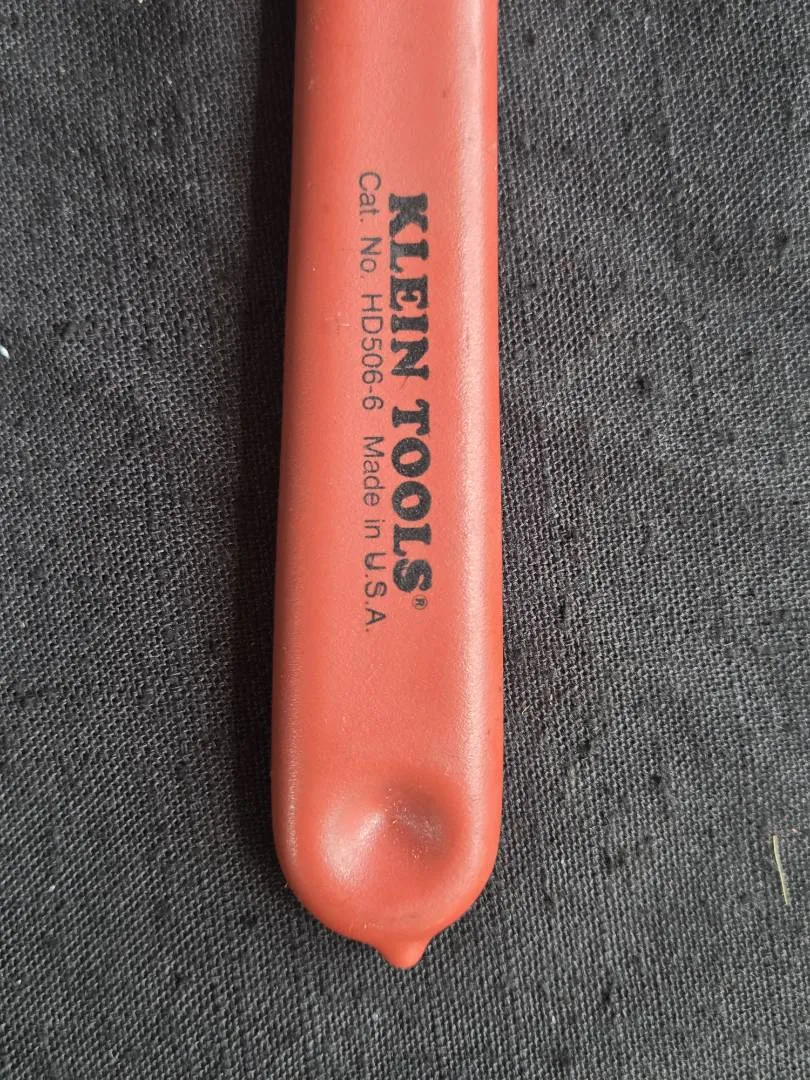 KLEIN TOOLS®
Cat. No. HD506-6 Made in U.S.A.